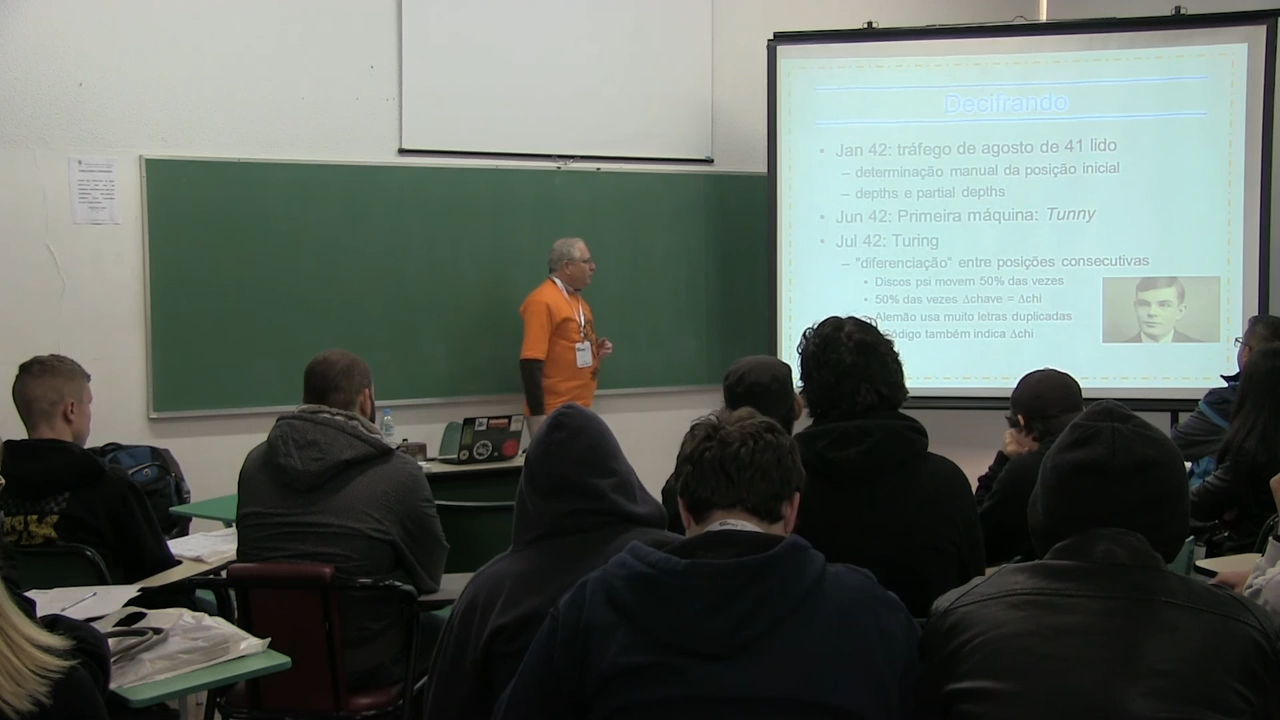 Decifrando
• Jan 42: tráfego de agosto de 41 lido
– determinação manual da posição inicial
– depths e partial depths
• Jun 42: Primeira máquina: Tunny
• Jul 42: Turing
– "diferenciação" entre posições consecutivas
• Discos psi movem 50% das vezes
• 50% das vezes Δchave = Δchi
Alemão usa muito letras duplicadas
Código também indica Δchi